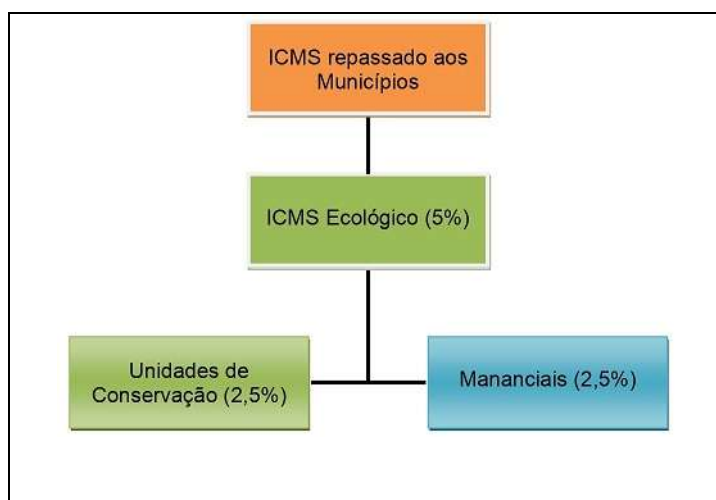 ICMS repassado aos
Municípios
ICMS Ecológico (5%)
Unidades de
Conservação (2,5%)
Mananciais (2,5%)